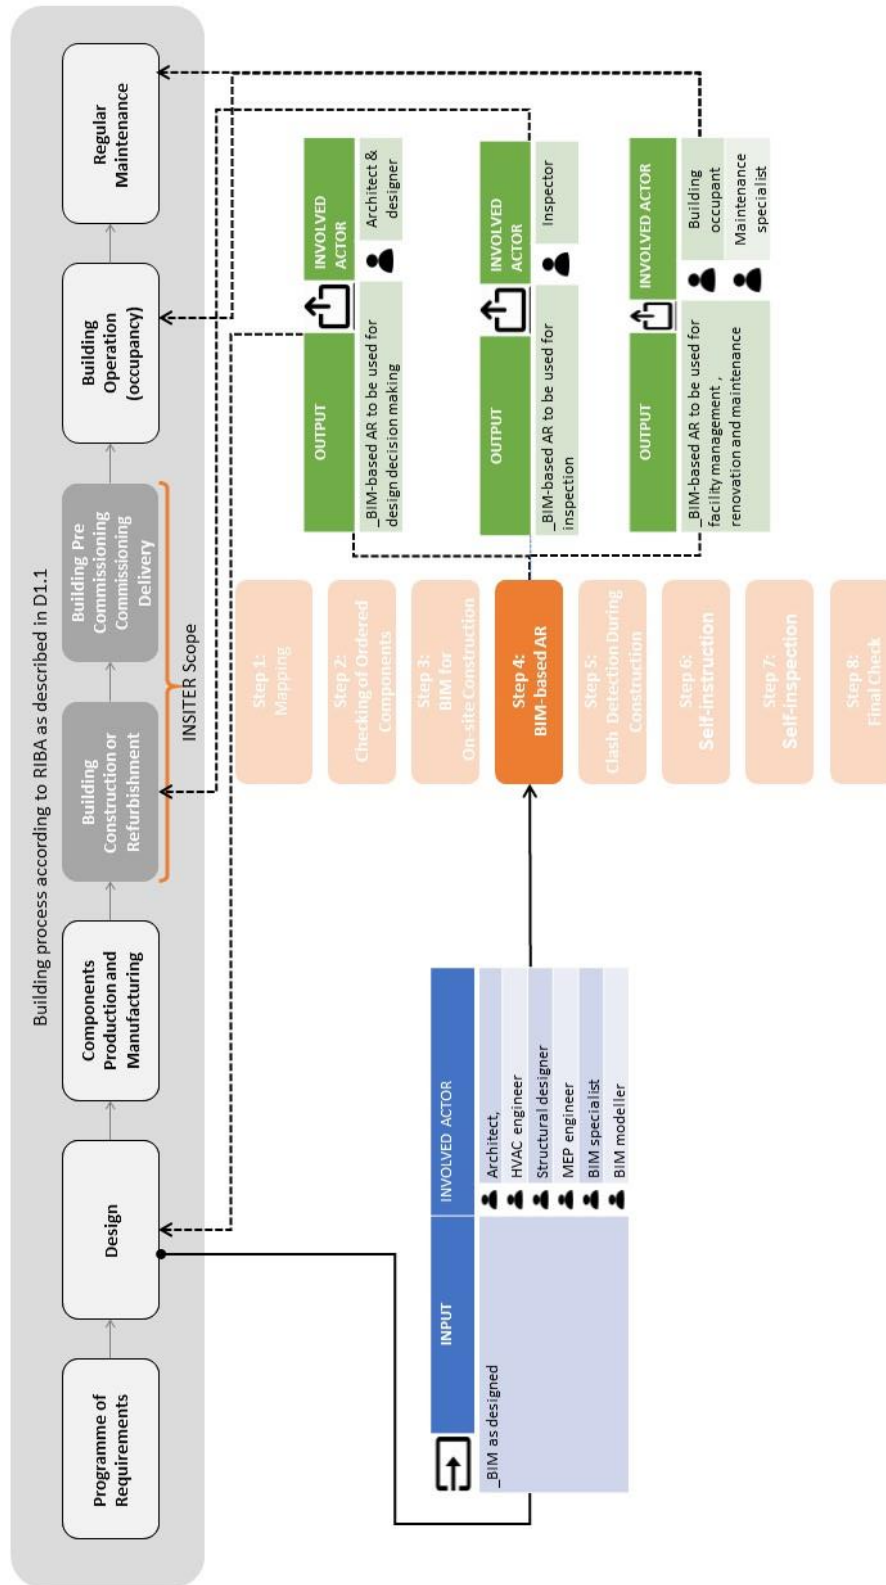 Building process according to RIBA as described in D1.1
Programme of
Requirements
Design
Components
Production and
Manufacturing
Building
Construction or
Refurbishment
Building Pre
Commissioning
Commissioning
Delivery
Building
Operation
(occupancy)
Regular
Maintenance
INSITER Scope
INPUT
INVOLVED ACTOR
_BIM as designed
Architect,
HVAC engineer
Structural designer
MEP engineer
BIM specialist
BIM modeller
Step 1:
Mapping
Step 2:
Checking of Ordered
Components
Step 3:
BIM for
On-site Construction
Step 4:
BIM-based AR
Step 5:
Clash Detection During
Construction
Step 6:
Self-instruction
Step 7:
Self-inspection
Step 8:
Final Check
OUTPUT
INVOLVED
ACTOR
_BIM-based AR to be used for
design decision making
Architect &
designer
OUTPUT
INVOLVED
ACTOR
_BIM-based AR to be used for
inspection
Inspector
OUTPUT
INVOLVED ACTOR
_BIM-based AR to be used for
facility management ,
renovation and maintenance
Building
occupant
Maintenance
specialist